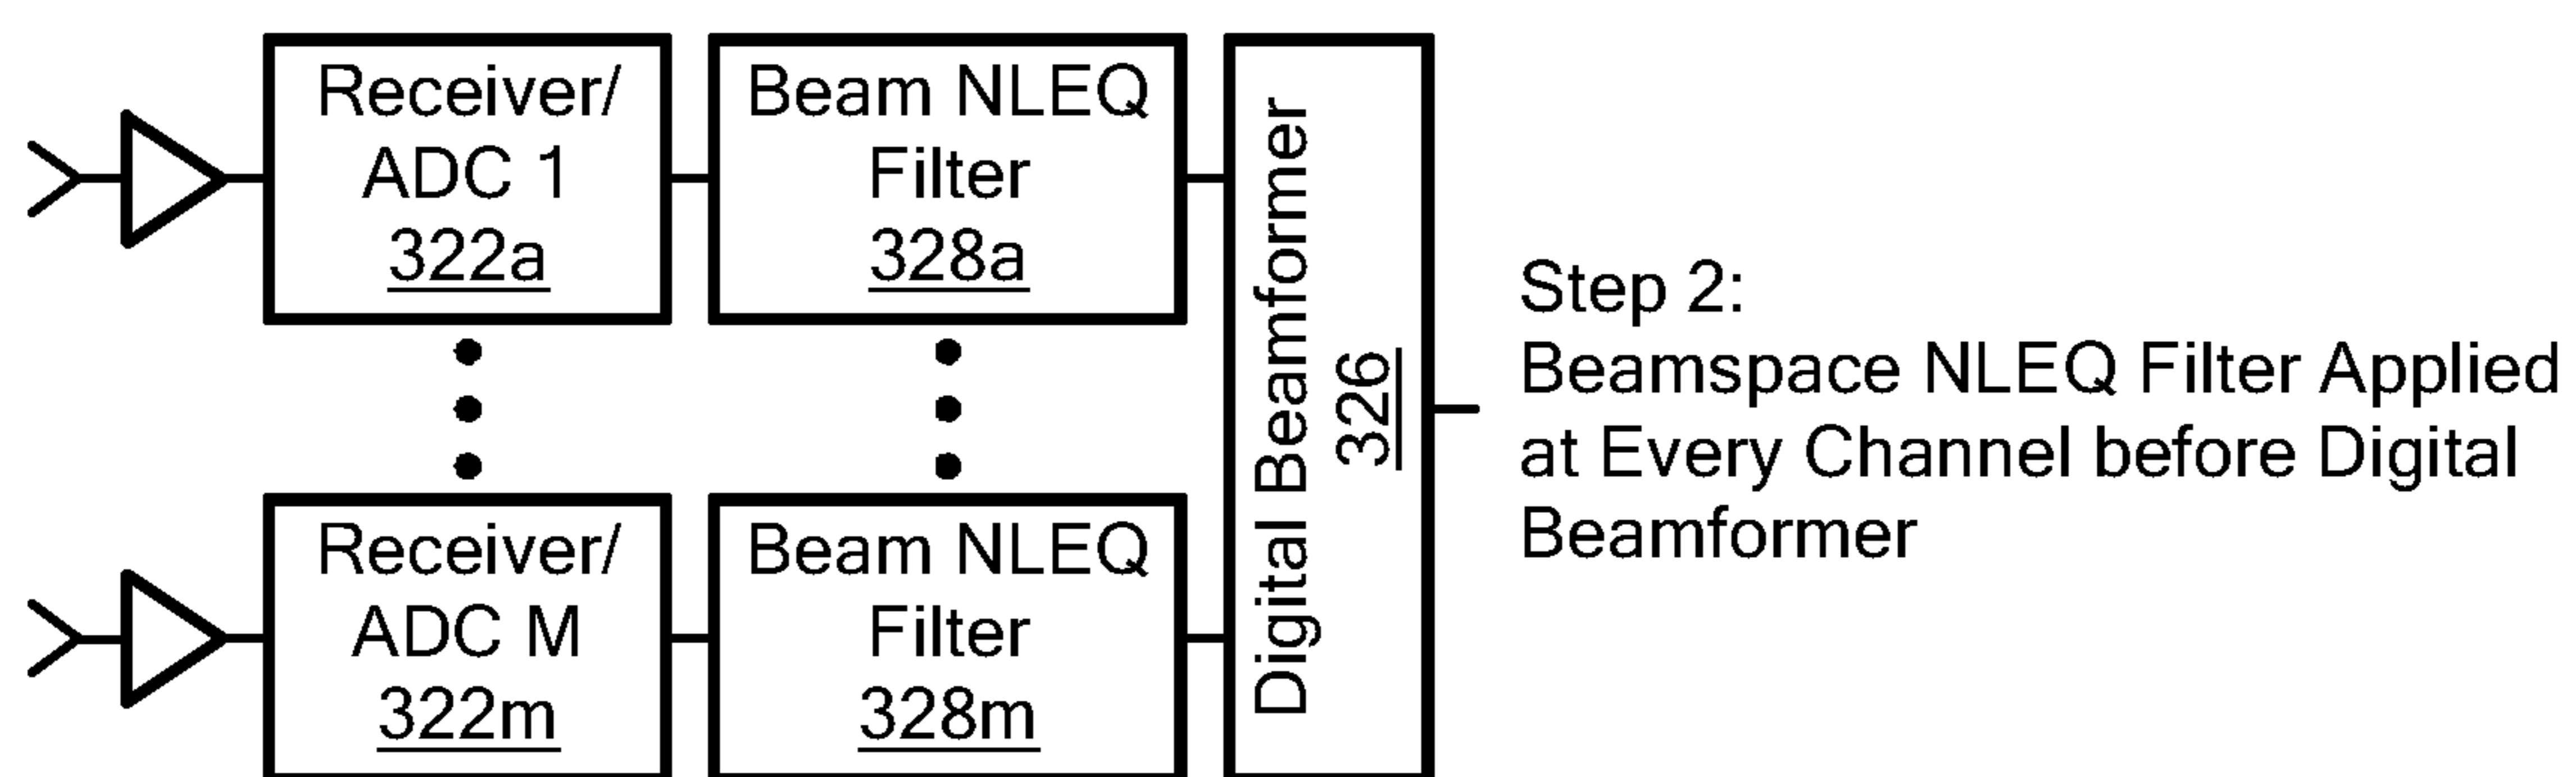 Receiver/
ADC 1
322a
Beam NLEQ
Filter
328a
Receiver/
ADC M
322m
Beam NLEQ
Filter
328m
Digital Beamformer
326
Step 2:
Beamspace NLEQ Filter Applied
at Every Channel before Digital
Beamformer